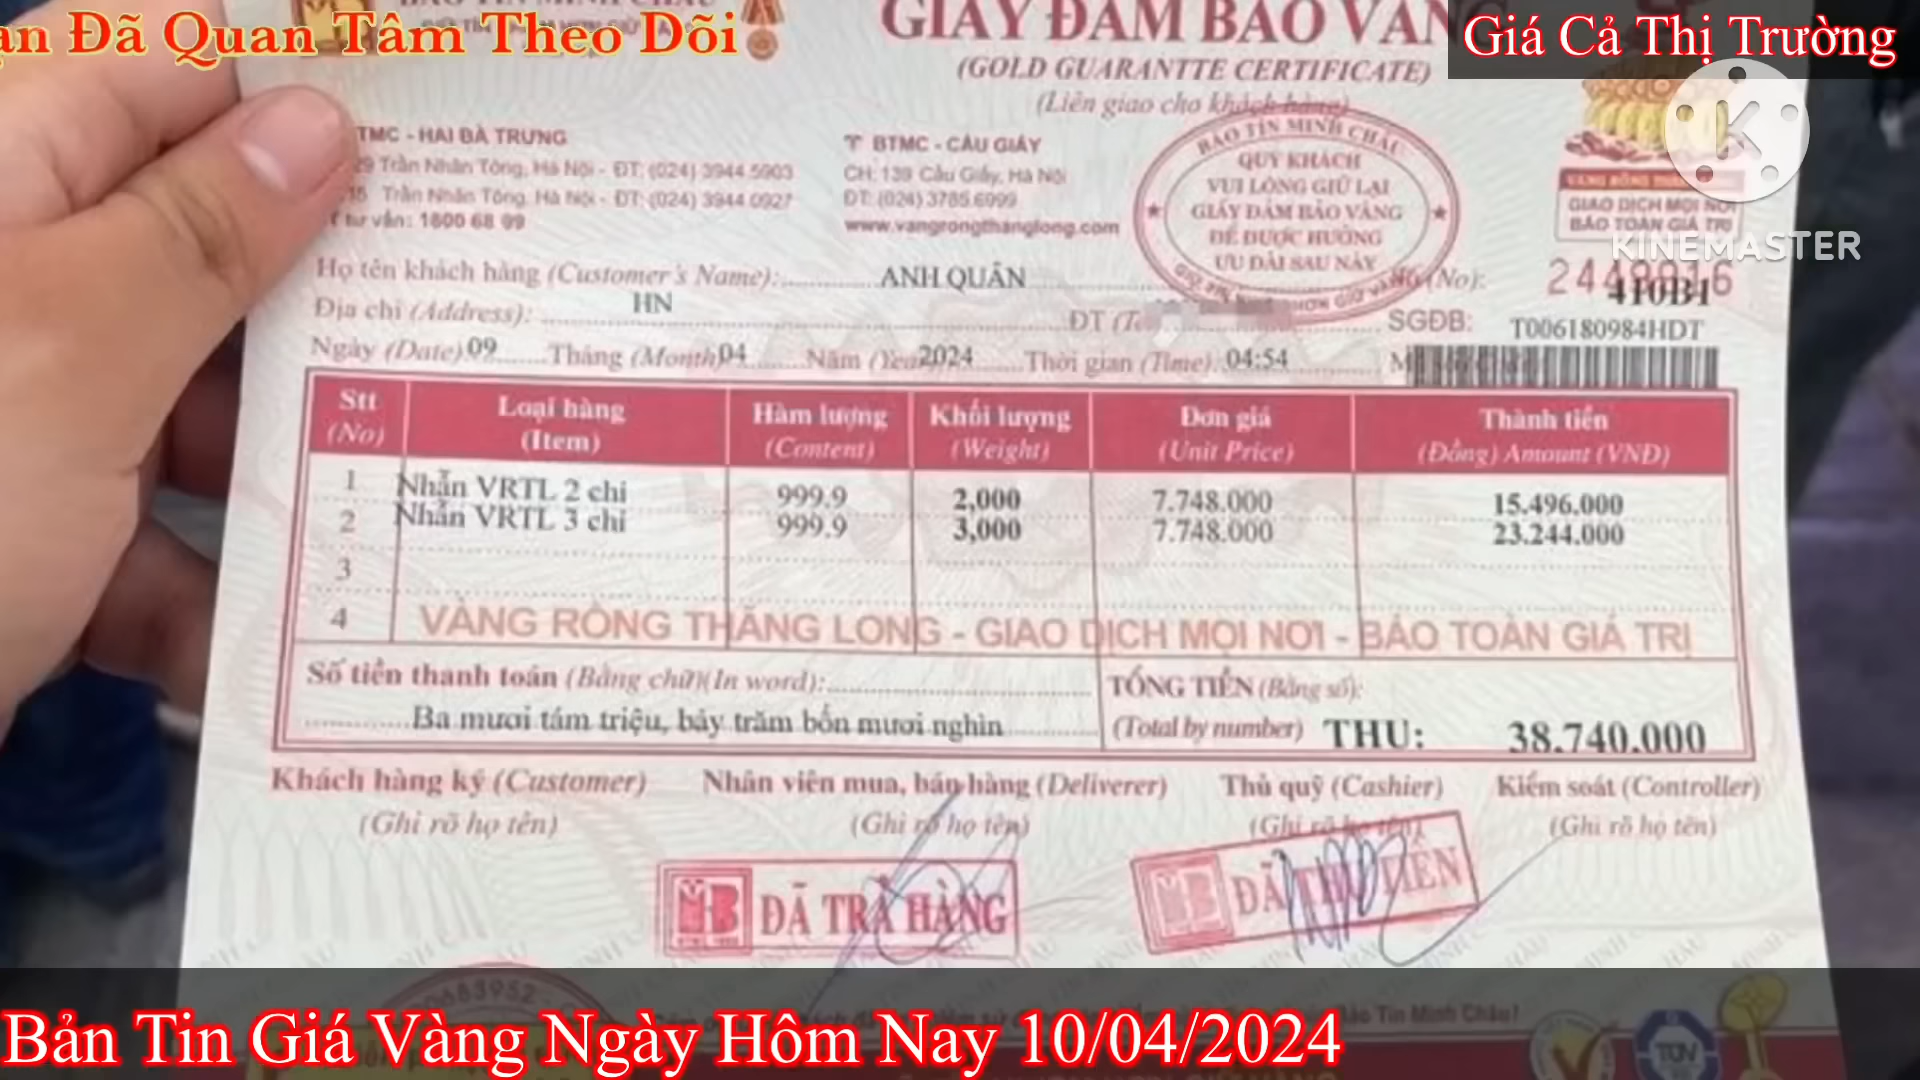 ạn Đã Quan Tâm Theo Dõi
Giá Cả Thị Trường
KINEMASTER
GIẤY ĐẢM BẢO VÀNG
(GOLD GUARANTTE CERTIFICATE)
(Liên giao cho khách hàng)
TMC - HAI BÀ TRƯNG
29 Trần Nhân Tông, Hà Nội - ĐT: (024) 3944 5903
15 Trần Nhân Tông, Hà Nội - ĐT: (024) 3944 0927
tư vấn: 1800 68 99
BTMC - CẦU GIẤY
CH: 139 Cầu Giấy, Hà Nội
ĐT: (024) 3785 6999
www.vangrongthanglong.com
BẢO TÍN MINH CHÂU
QUÝ KHÁCH
VUI LÒNG GIỮ LẠI
GIẤY ĐẢM BẢO VÀNG
ĐỂ ĐƯỢC HƯỞNG
ƯU ĐÃI SAU NÀY
GIAO DỊCH MỌI NƠI
BẢO TOÀN GIÁ TRỊ
Họ tên khách hàng (Customer's Name): ANH QUÂN
(No):
410B1
Địa chỉ (Address): HN
ĐT
SGĐB: T006180984HDT
Ngày (Date) 09 Tháng (Month) 04 Năm (Year) 2024 Thời gian (Time): 04:54
Stt Loại hàng Hàm lượng Khối lượng Đơn giá Thành tiền
(No) (Item) (Content) (Weight) (Unit Price) (Đồng) Amount (VNĐ)
1 Nhẫn VRTL 2 chỉ 999.9 2,000 7.748.000 15.496.000
2 Nhẫn VRTL 3 chỉ 999.9 3,000 7.748.000 23.244.000
3
4
VÀNG RỒNG THĂNG LONG - GIAO DỊCH MỌI NƠI - BẢO TOÀN GIÁ TRỊ
Số tiền thanh toán (Bằng chữ)(In word):
Ba mươi tám triệu, bảy trăm bốn mươi nghìn
TỔNG TIỀN (Bằng số):
(Total by number) THU: 38.740.000
Khách hàng ký (Customer) Nhân viên mua, bán hàng (Deliverer) Thủ quỹ (Cashier) Kiểm soát (Controller)
(Ghi rõ họ tên) (Ghi rõ họ tên) (Ghi rõ họ tên) (Ghi rõ họ tên)
ĐÃ TRẢ HÀNG
ĐÃ THU TIỀN
Bảo Tín Minh Châu!
TUV
Bản Tin Giá Vàng Ngày Hôm Nay 10/04/2024